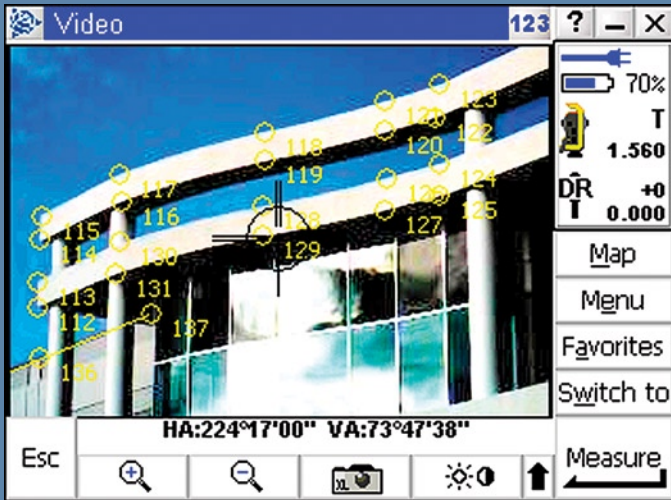 Video
123 ? – X
70%
T
1.560
DR +0
T 0.000
Map
Menu
Favorites
Switch to
Measure
Esc
HA:224°17'00" VA:73°47'38"
XL
123
121
122
120
118
119
124
126
125
127
117
116
128
129
115
114
130
131
113
112
137
136